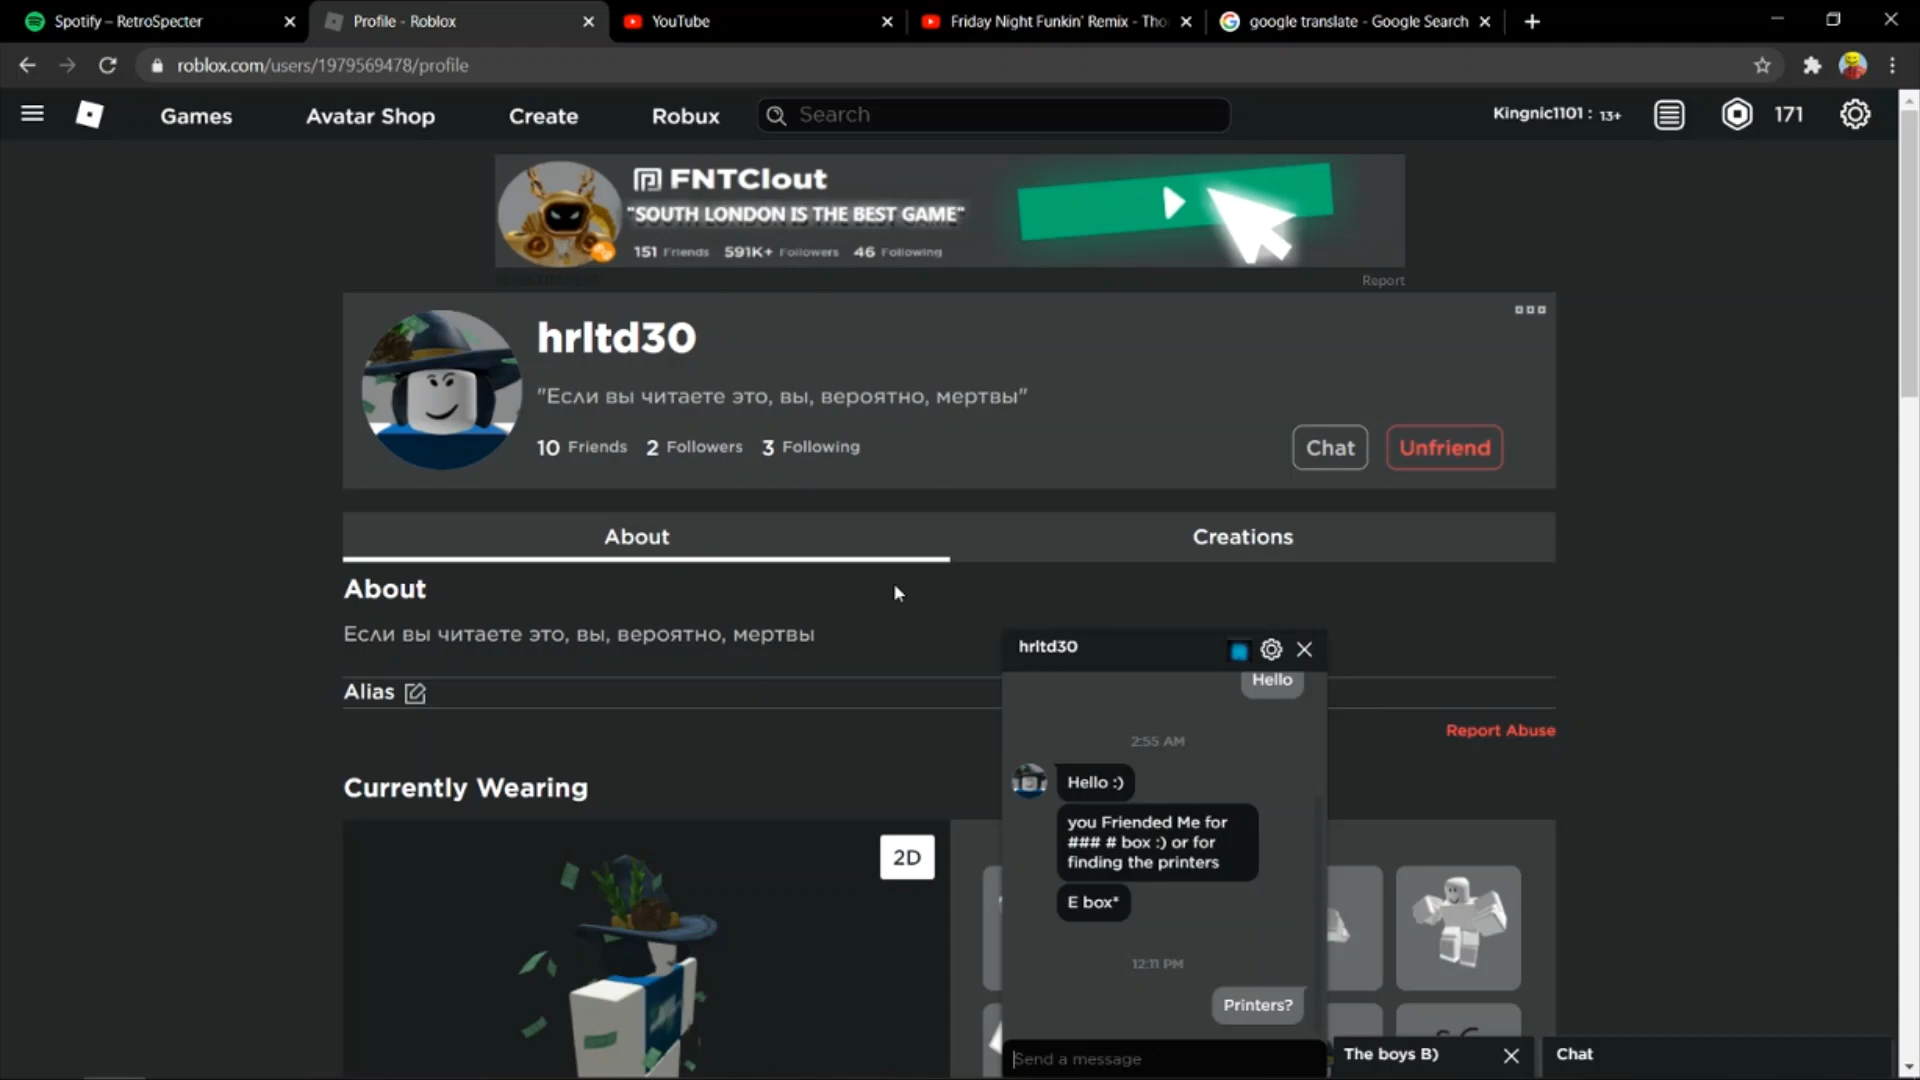 Spotify – RetroSpecter
Profile - Roblox
YouTube
Friday Night Funkin' Remix - Tho
google translate - Google Search
roblox.com/users/1979569478/profile
Games
Avatar Shop
Create
Robux
Search
Kingnic1101 : 13+
171
FNTClout
"SOUTH LONDON IS THE BEST GAME"
151 Friends 591K+ Followers 46 Following
Report
hrltd30
"Если вы читаете это, вы, вероятно, мертвы"
10 Friends 2 Followers 3 Following
Chat
Unfriend
About
Creations
About
Если вы читаете это, вы, вероятно, мертвы
Alias
Report Abuse
Currently Wearing
2D
hrltd30
Hello
2:55 AM
Hello :)
you Friended Me for
### # box :) or for
finding the printers
E box*
12:11 PM
Printers?
Send a message
The boys B)
Chat